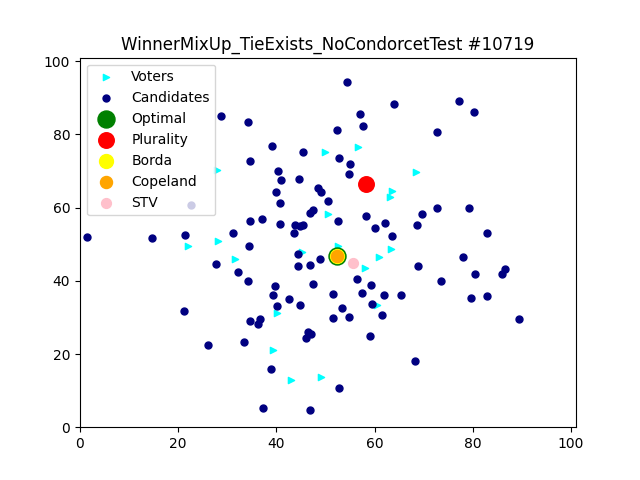 WinnerMixUp_TieExists_NoCondorcetTest #10719
100
80
60
40
20
0
Voters
Candidates
Optimal
Plurality
Borda
Copeland
STV
0 20 40 60 80 100